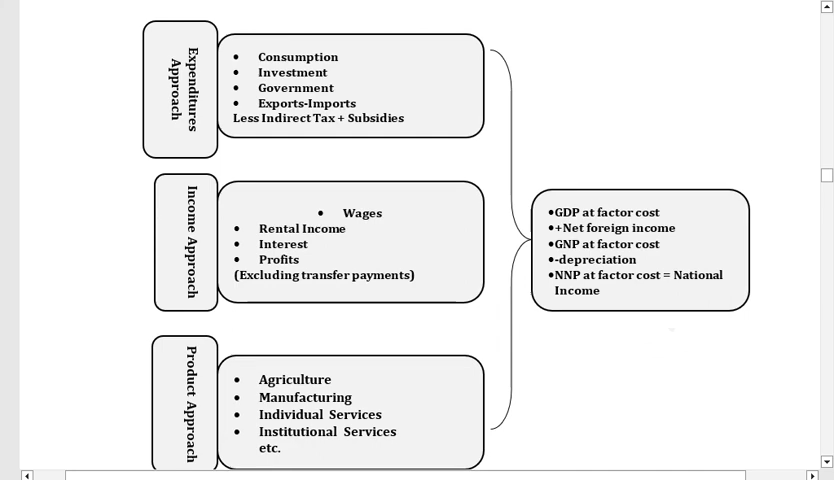 Expenditures
Approach
• Consumption
• Investment
• Government
• Exports-Imports
Less Indirect Tax + Subsidies
Income Approach
• Wages
• Rental Income
• Interest
• Profits
(Excluding transfer payments)
Product Approach
• Agriculture
• Manufacturing
• Individual Services
• Institutional Services
etc.
•GDP at factor cost
•+Net foreign income
•GNP at factor cost
•-depreciation
•NNP at factor cost = National
Income